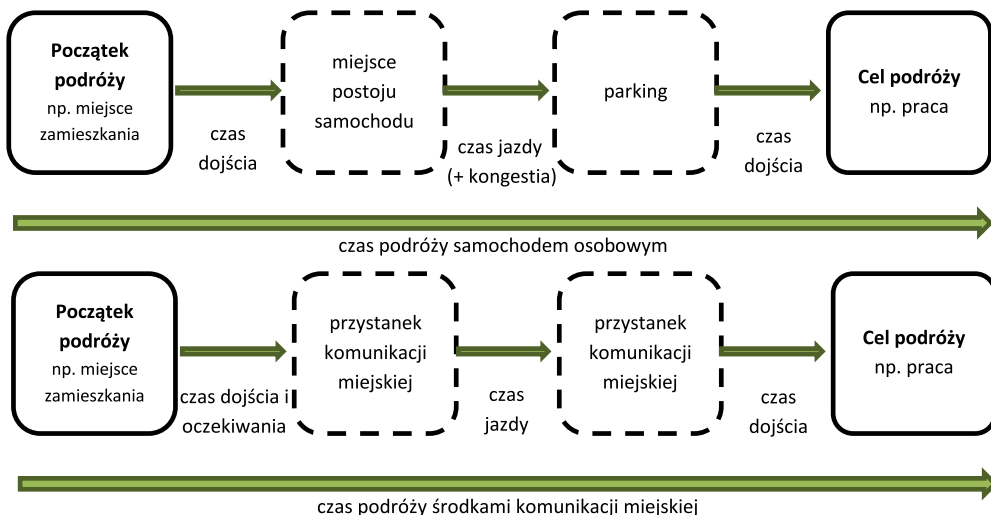 Początek
podróży
np. miejsce
zamieszkania
czas
dojścia
miejsce
postoju
samochodu
czas jazdy
(+ kongestia)
parking
czas
dojścia
Cel podróży
np. praca
czas podróży samochodem osobowym
Początek
podróży
np. miejsce
zamieszkania
czas dojścia i
oczekiwania
przystanek
komunikacji
miejskiej
czas
jazdy
przystanek
komunikacji
miejskiej
czas
dojścia
Cel podróży
np. praca
czas podróży środkami komunikacji miejskiej